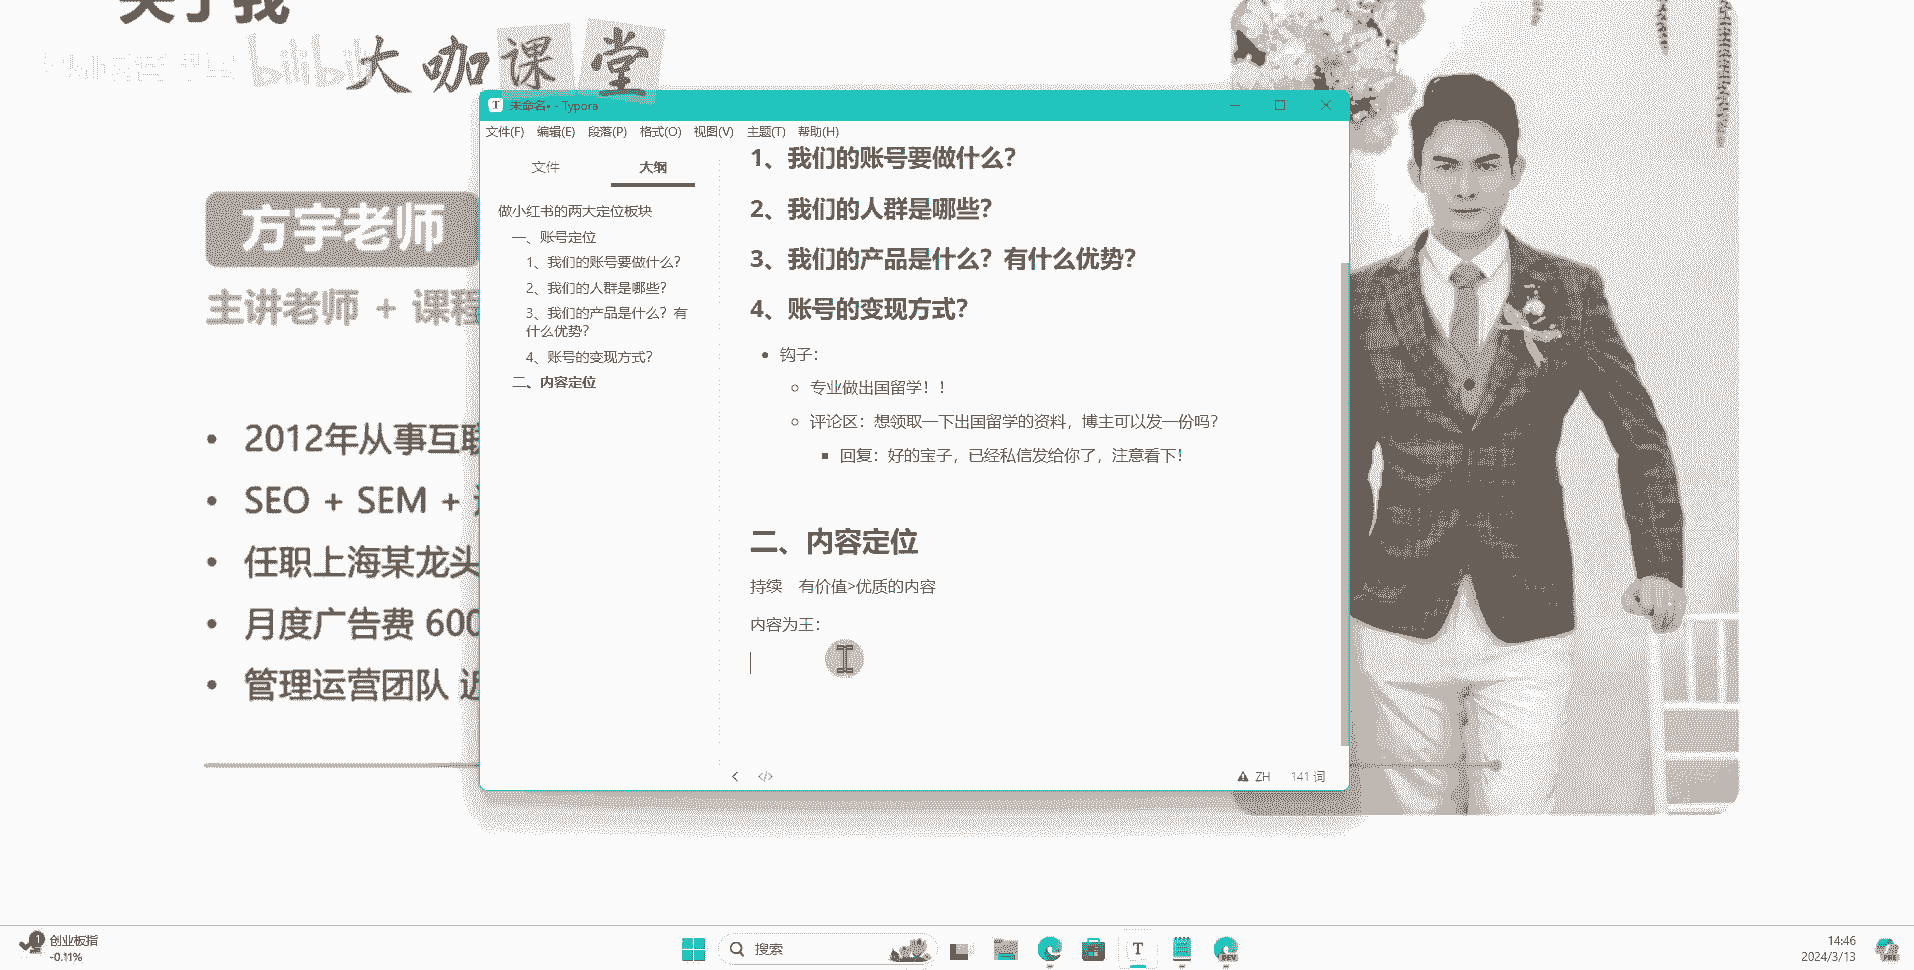 关于我
bilibili
大咖课堂
未命名• - Typora
文件(F) 编辑(E) 段落(P) 格式(O) 视图(V) 主题(T) 帮助(H)
文件 大纲
做小红书的两大定位板块
一、账号定位
1、我们的账号要做什么？
2、我们的人群是哪些？
3、我们的产品是什么？有
什么优势？
4、账号的变现方式？
二、内容定位
1、我们的账号要做什么？
2、我们的人群是哪些？
3、我们的产品是什么？有什么优势？
4、账号的变现方式？
• 钩子：
专业做出国留学！！
评论区：想领取一下出国留学的资料，博主可以发一份吗？
回复：好的宝子，已经私信发给你了，注意看下！
二、内容定位
持续 有价值>优质的内容
内容为王：
ZH 141 词
方宇老师
主讲老师 + 课程
• 2012年从事互联
• SEO + SEM +
• 任职上海某龙头
• 月度广告费 600
• 管理运营团队 近
1
创业板指
-0.11%
搜索
T
DEV
14:46
2024/3/13
PRE